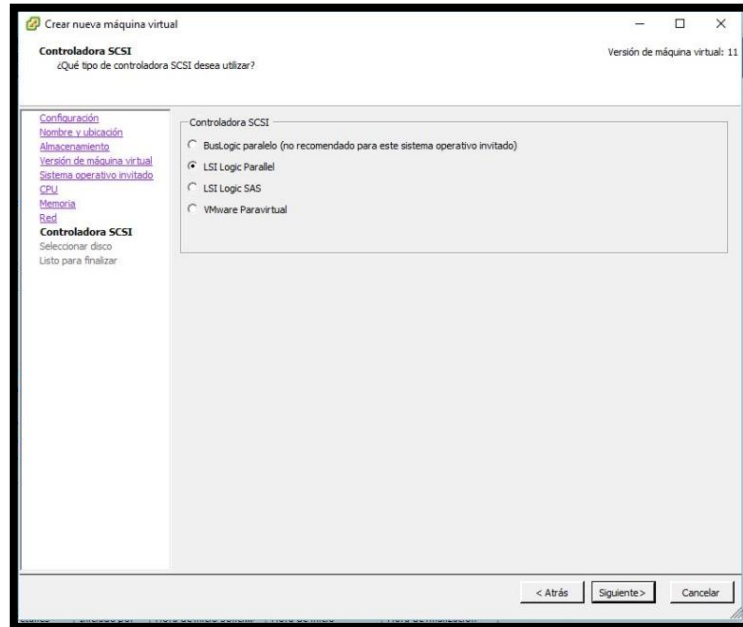 Crear nueva máquina virtual
Controladora SCSI
¿Qué tipo de controladora SCSI desea utilizar?
Versión de máquina virtual: 11
Configuración
Nombre y ubicación
Almacenamiento
Versión de máquina virtual
Sistema operativo invitado
CPU
Memoria
Red
Controladora SCSI
Seleccionar disco
Listo para finalizar
Controladora SCSI
BusLogic paralelo (no recomendado para este sistema operativo invitado)
LSI Logic Parallel
LSI Logic SAS
VMware Paravirtual
< Atrás
Siguiente >
Cancelar